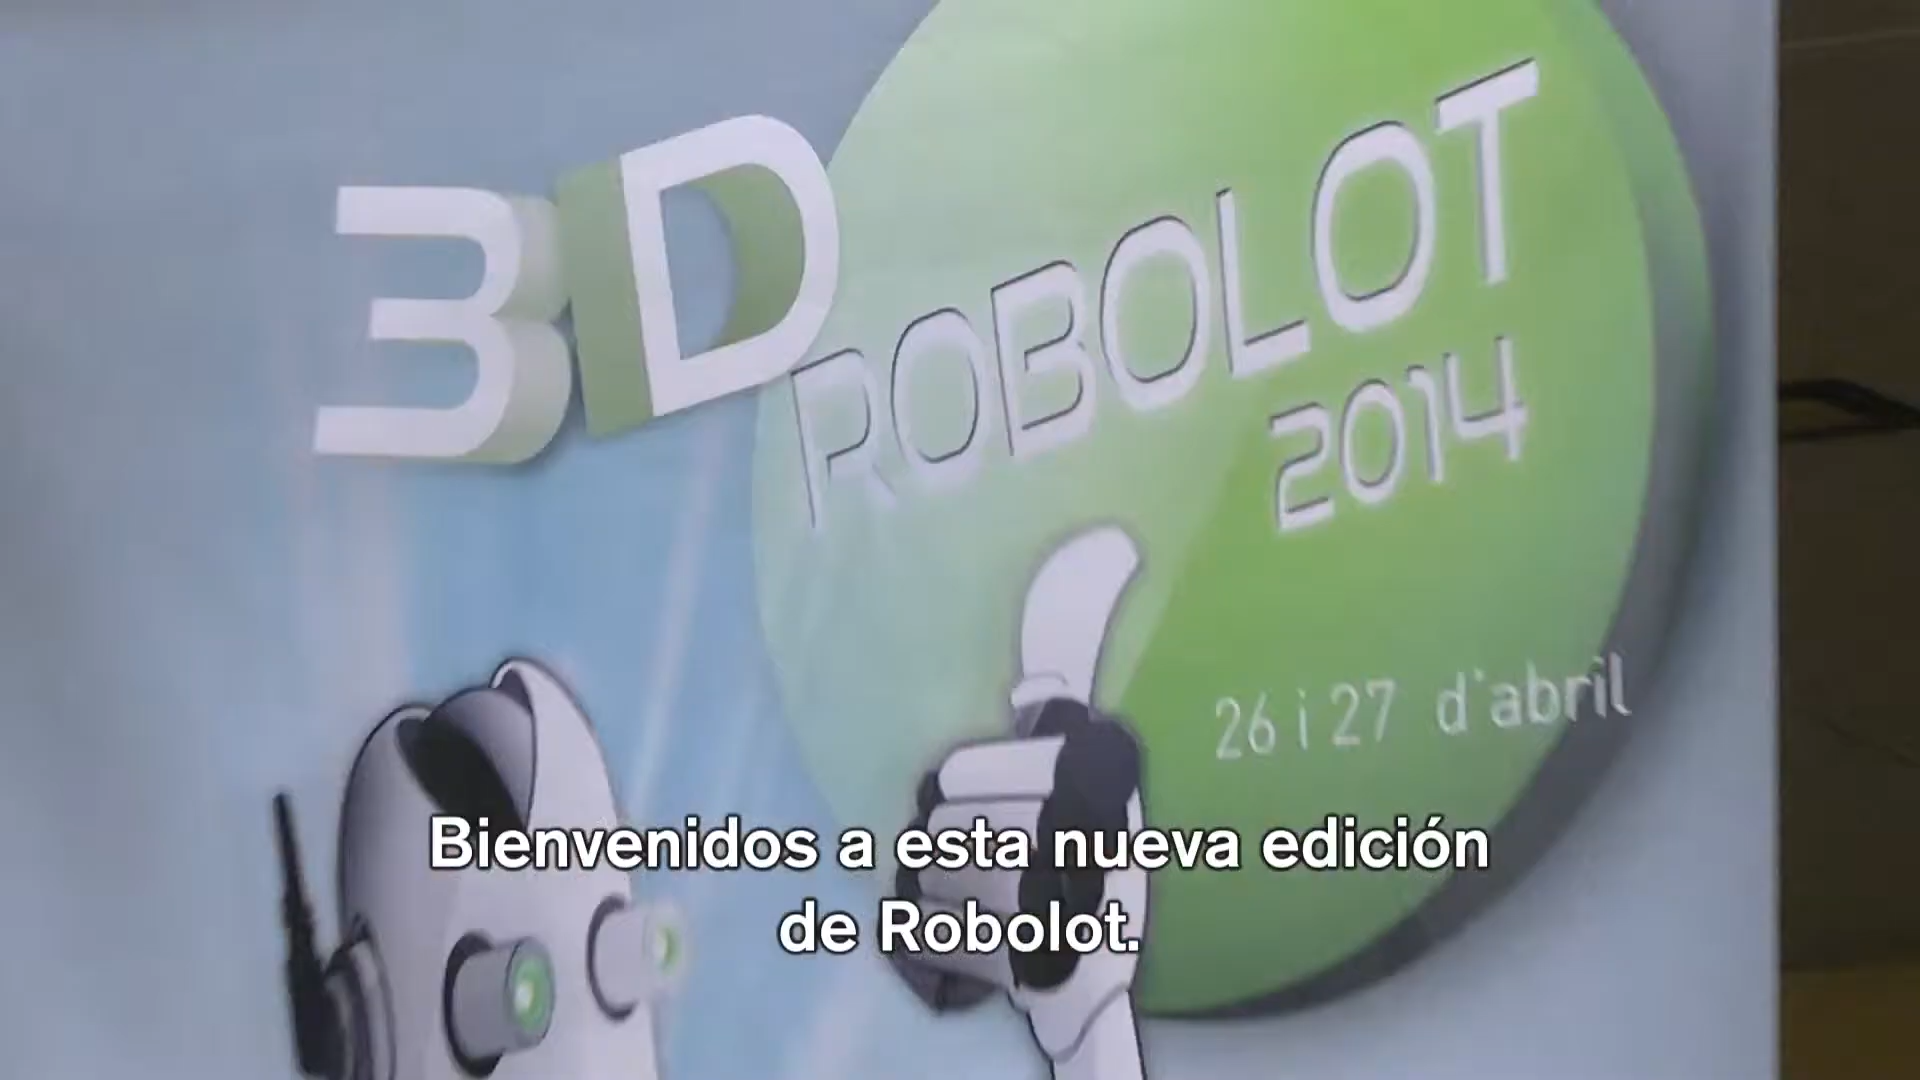 3D
ROBOLOT
2014
26 i 27 d'abril
Bienvenidos a esta nueva edición
de Robolot.